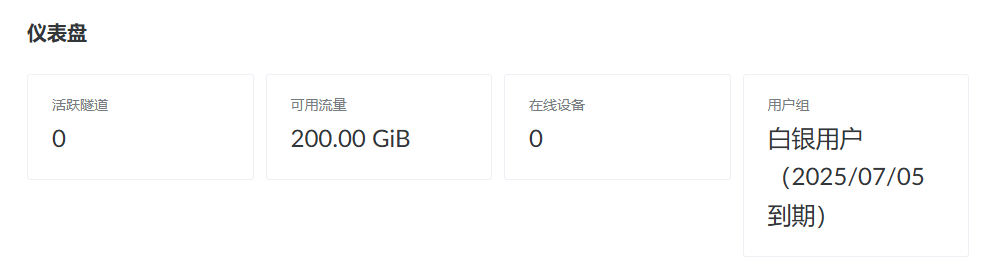 仪表盘
活跃隧道
0
可用流量
200.00 GiB
在线设备
0
用户组
白银用户
（2025/07/05
到期）